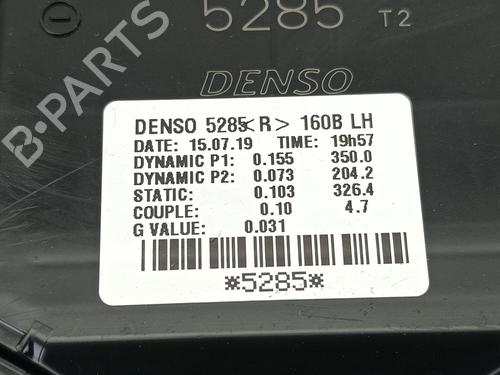 5285 T2
DENSO
DENSO 5285<R> 160B LH
DATE: 15.07.19 TIME: 19h57
DYNAMIC P1: 0.155 350.0
DYNAMIC P2: 0.073 204.2
STATIC: 0.103 326.4
COUPLE: 0.10 4.7
G VALUE: 0.031
*5285*
B-PARTS